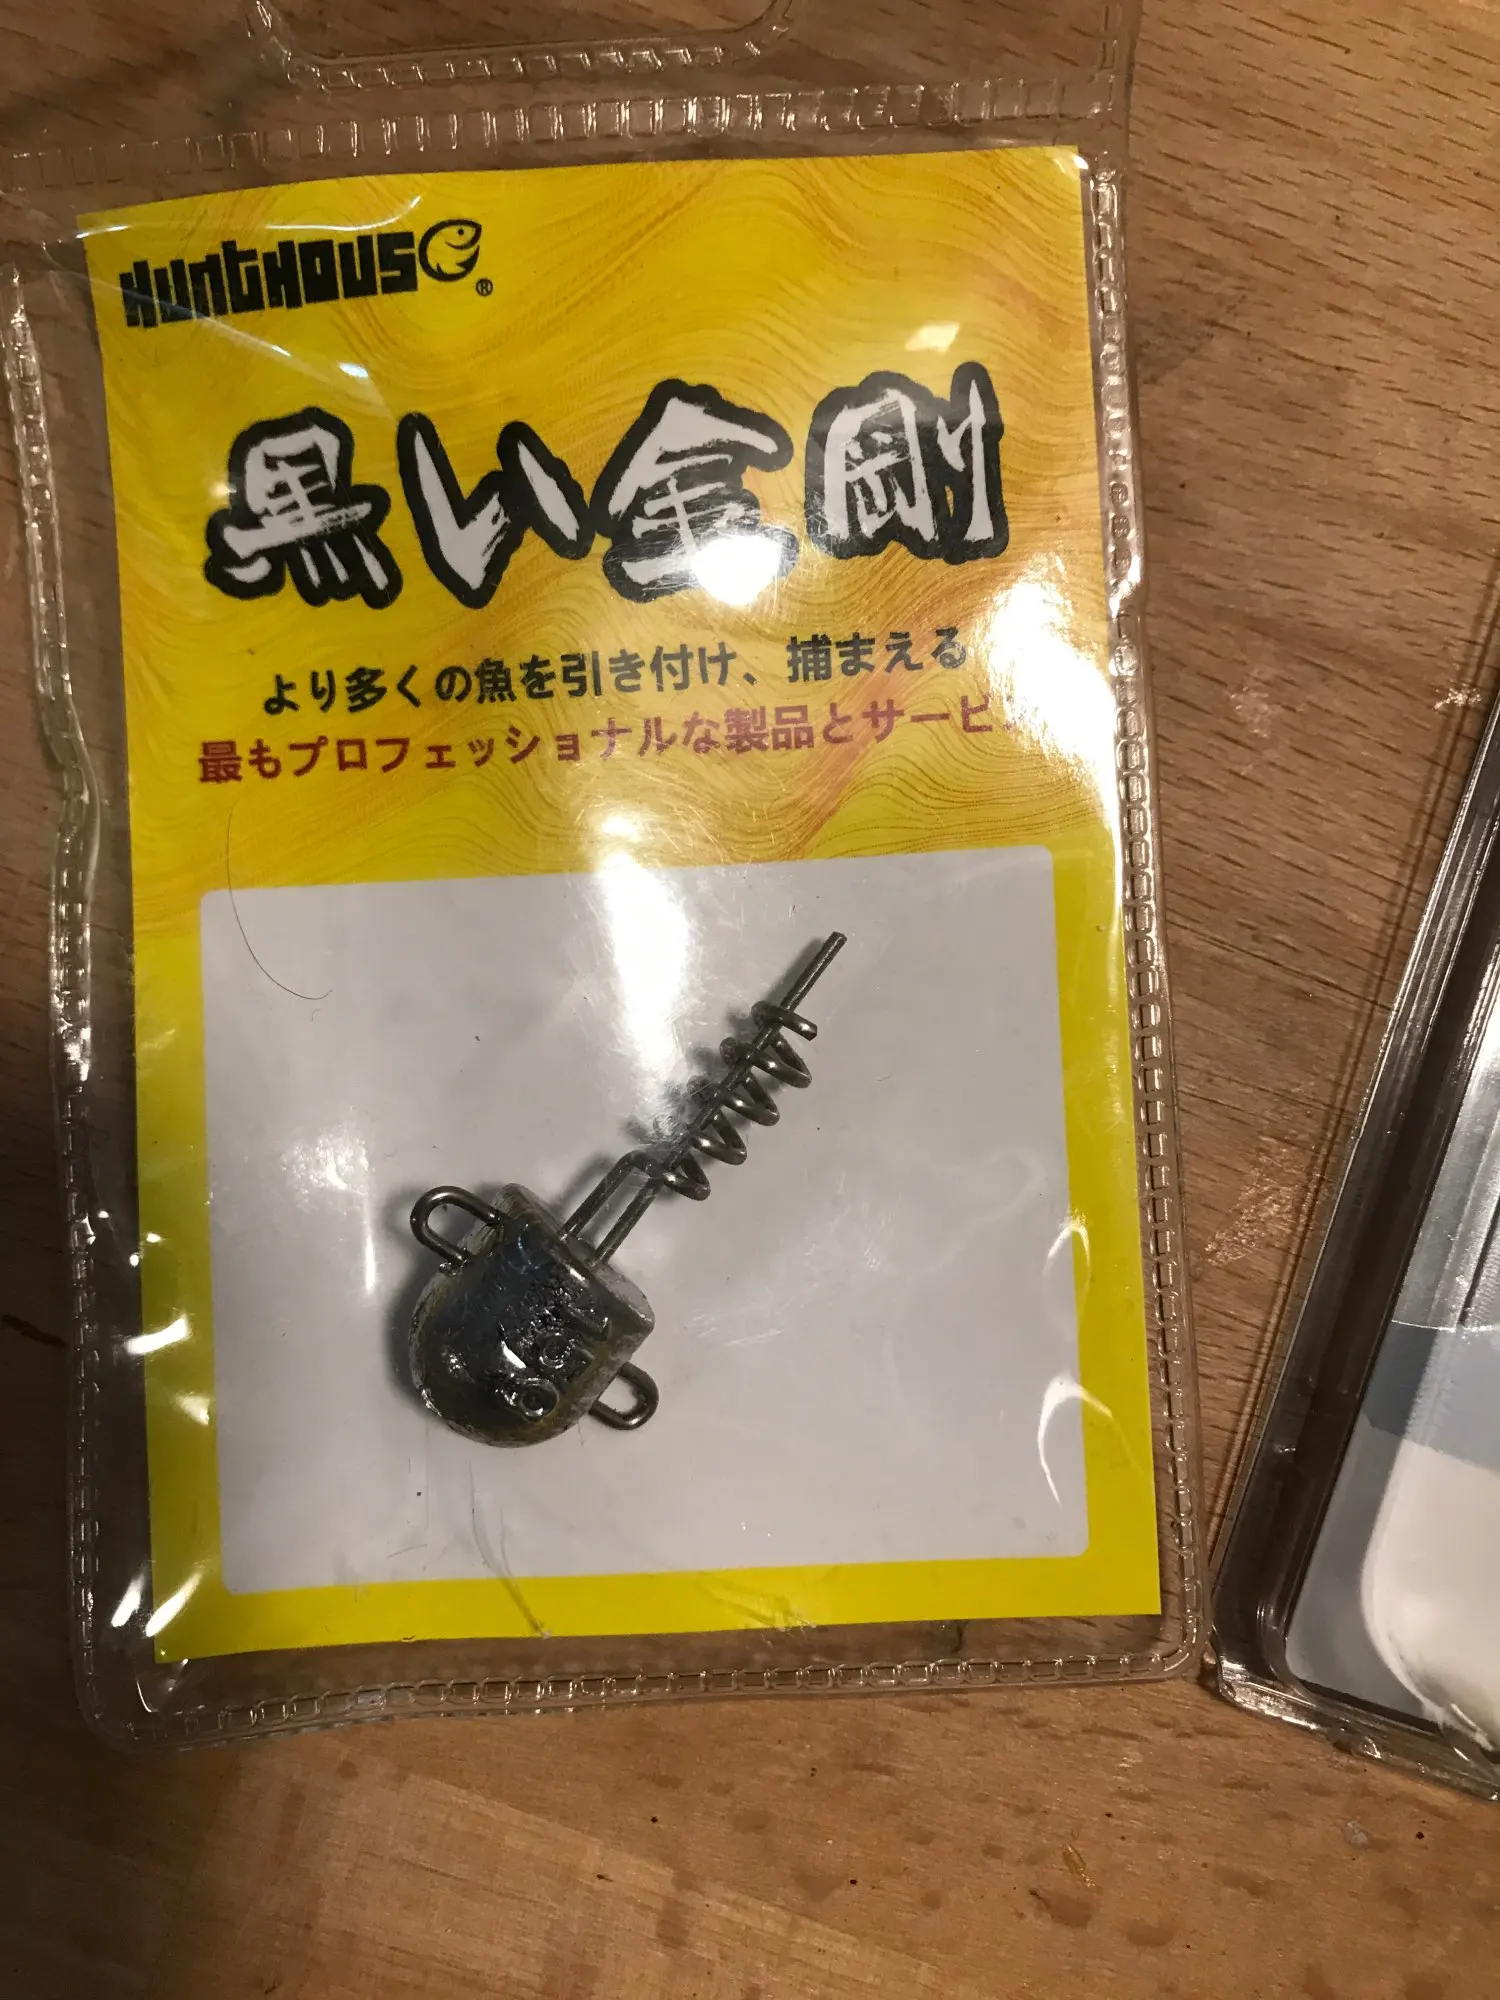 HUNTHOUSE®
黒い金剛
より多くの魚を引き付け、捕まえる
最もプロフェッショナルな製品とサービ